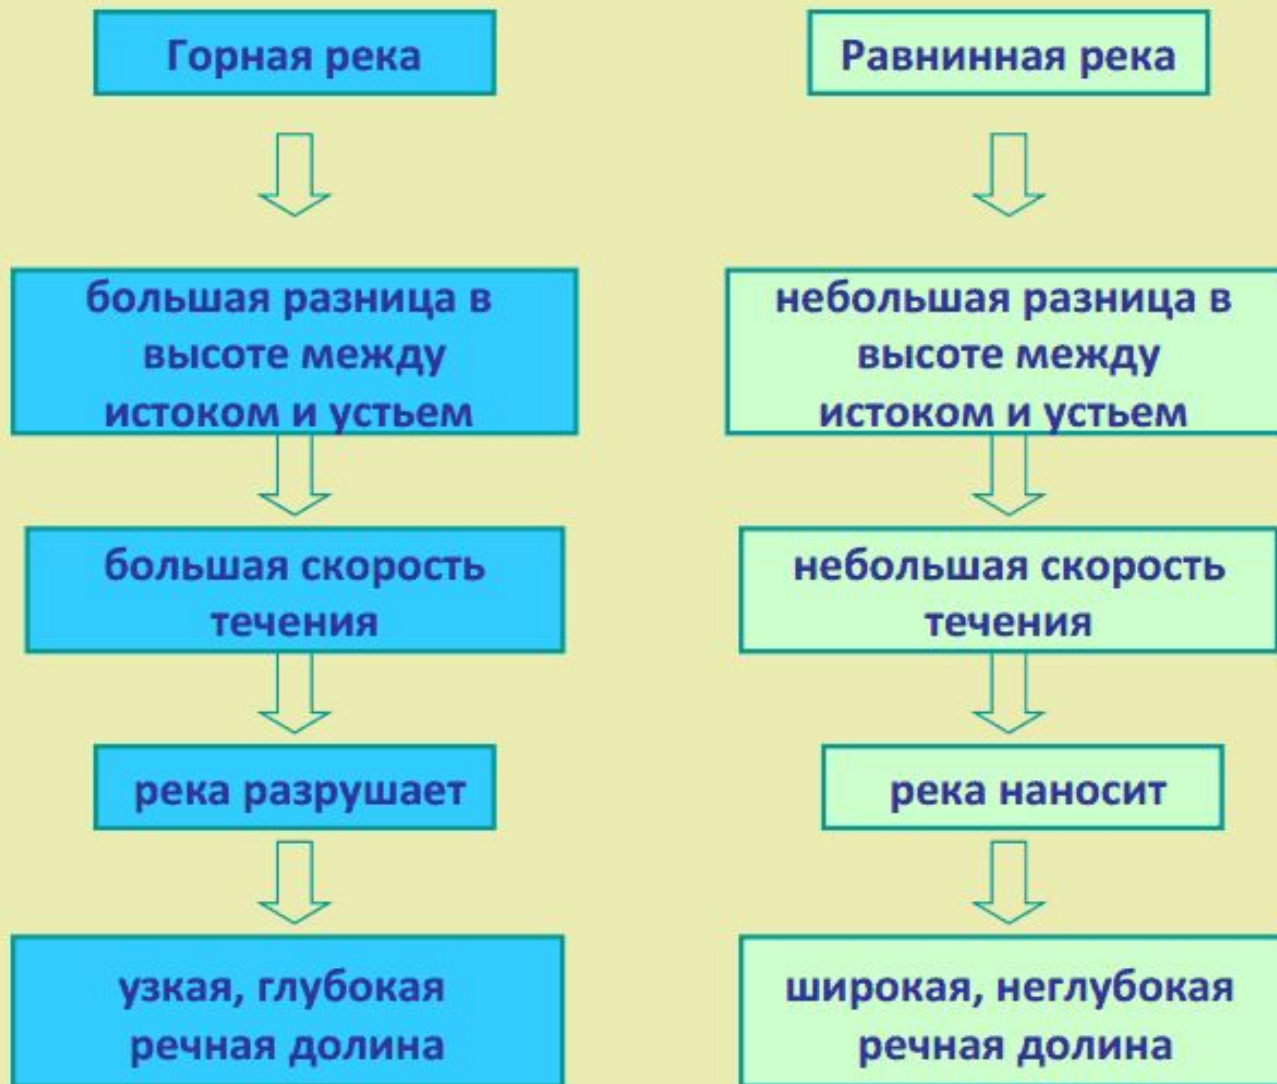 Горная река
большая разница в
высоте между
истоком и устьем
большая скорость
течения
река разрушает
узкая, глубокая
речная долина
Равнинная река
небольшая разница в
высоте между
истоком и устьем
небольшая скорость
течения
река наносит
широкая, неглубокая
речная долина